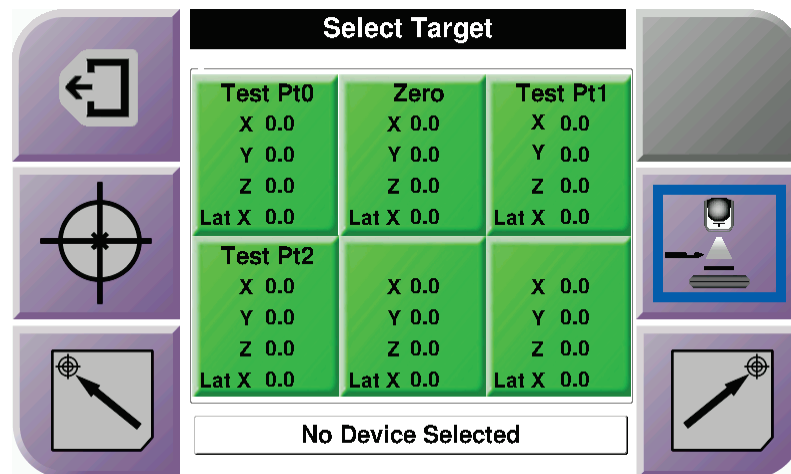 Select Target
Test Pt0 Zero Test Pt1
X 0.0 X 0.0 X 0.0
Y 0.0 Y 0.0 Y 0.0
Z 0.0 Z 0.0 Z 0.0
Lat X 0.0 Lat X 0.0 Lat X 0.0
Test Pt2
X 0.0 X 0.0 X 0.0
Y 0.0 Y 0.0 Y 0.0
Z 0.0 Z 0.0 Z 0.0
Lat X 0.0 Lat X 0.0 Lat X 0.0
No Device Selected